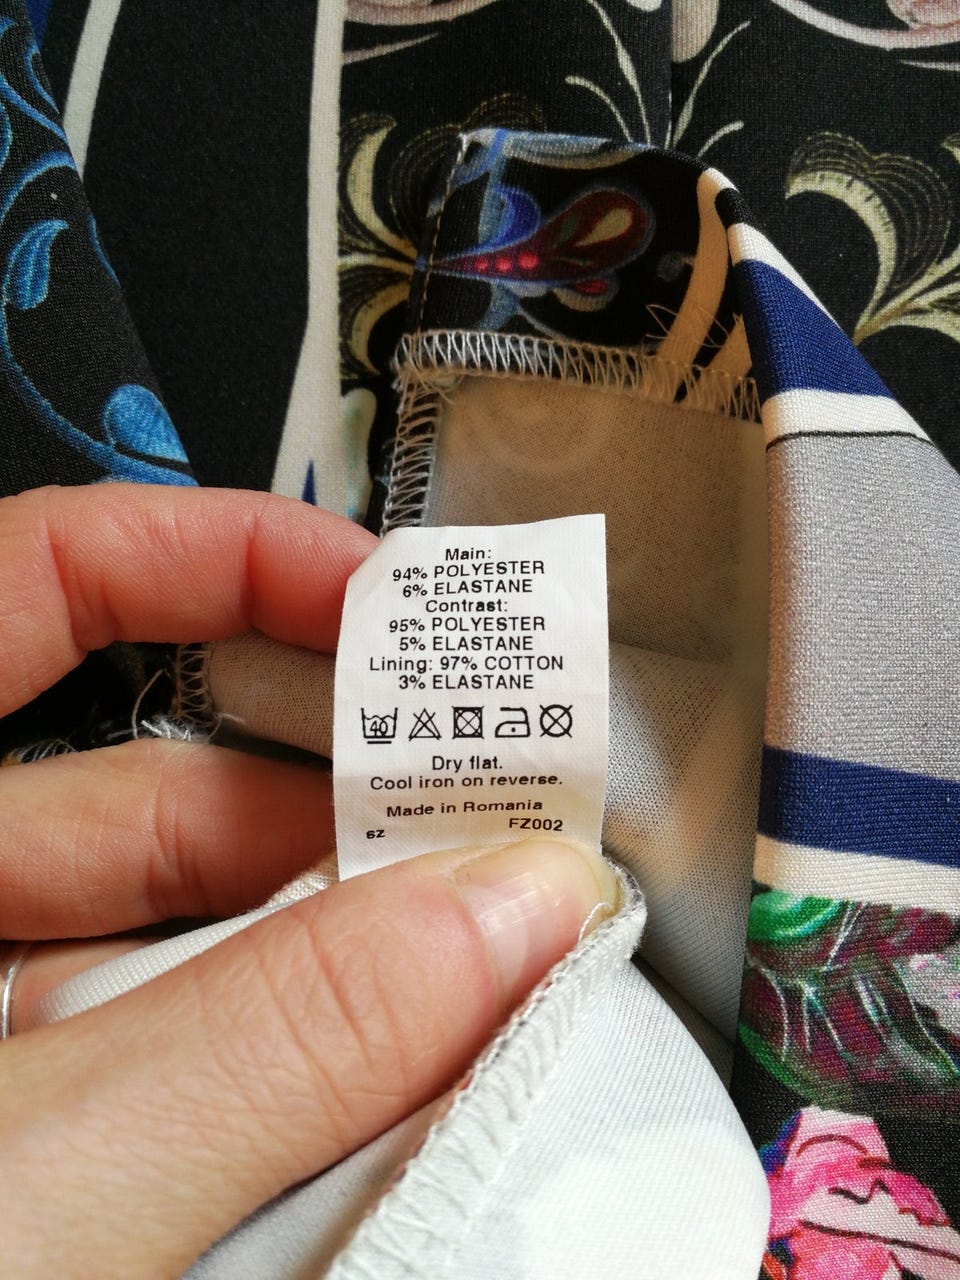 Main:
94% POLYESTER
6% ELASTANE
Contrast:
95% POLYESTER
5% ELASTANE
Lining: 97% COTTON
3% ELASTANE
40
Dry flat.
Cool iron on reverse.
Made in Romania
sz FZ002